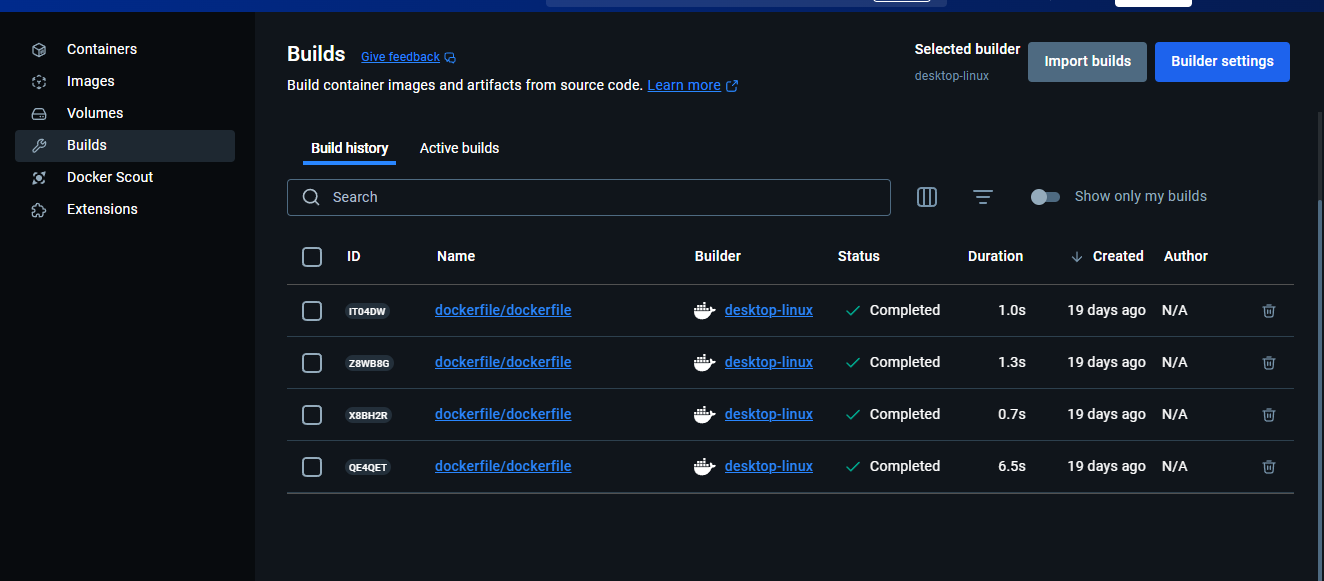 Containers
Images
Volumes
Builds
Docker Scout
Extensions
Builds Give feedback
Build container images and artifacts from source code. Learn more
Selected builder
desktop-linux
Import builds
Builder settings
Build history Active builds
Search
Show only my builds
ID Name Builder Status Duration Created Author
IT04DW dockerfile/dockerfile desktop-linux Completed 1.0s 19 days ago N/A
Z8WB8G dockerfile/dockerfile desktop-linux Completed 1.3s 19 days ago N/A
X8BH2R dockerfile/dockerfile desktop-linux Completed 0.7s 19 days ago N/A
QE4QET dockerfile/dockerfile desktop-linux Completed 6.5s 19 days ago N/A